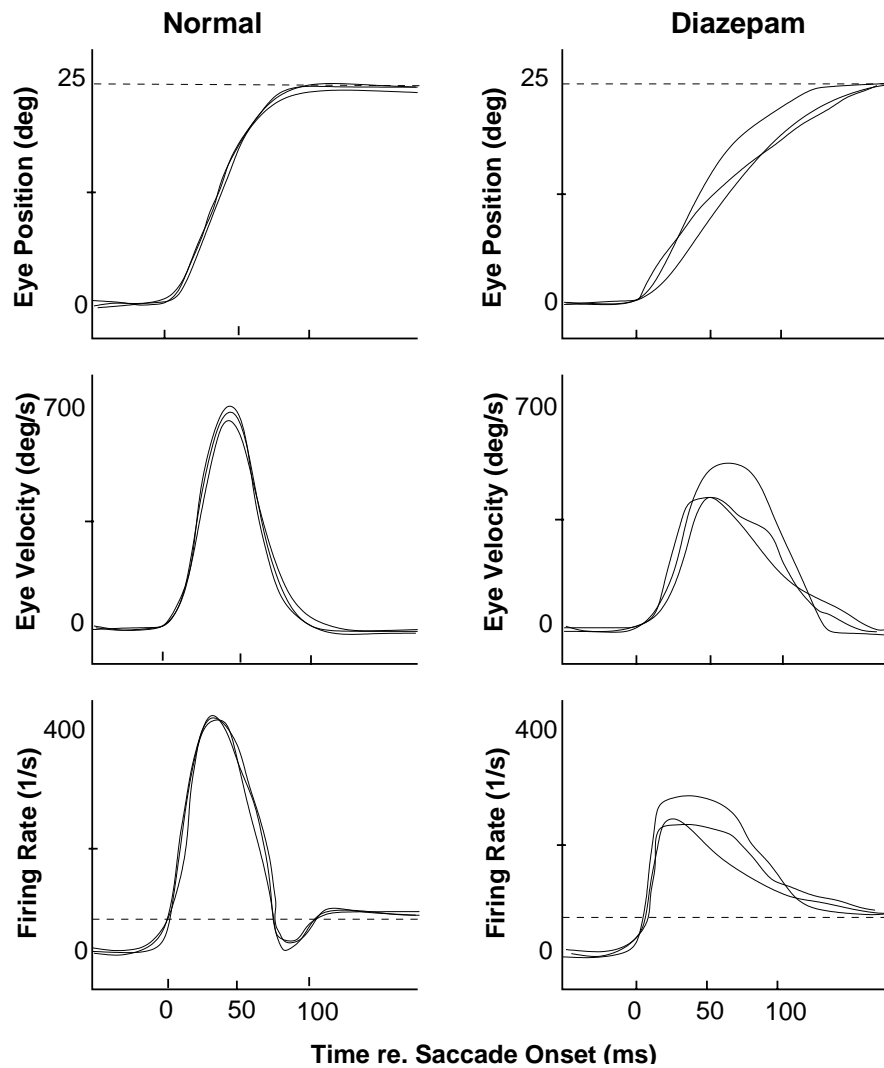 Normal
Diazepam
25
0
Eye Position (deg)
25
0
Eye Position (deg)
700
0
Eye Velocity (deg/s)
700
0
Eye Velocity (deg/s)
400
0
Firing Rate (1/s)
0
50
100
400
0
Firing Rate (1/s)
0
50
100
Time re. Saccade Onset (ms)